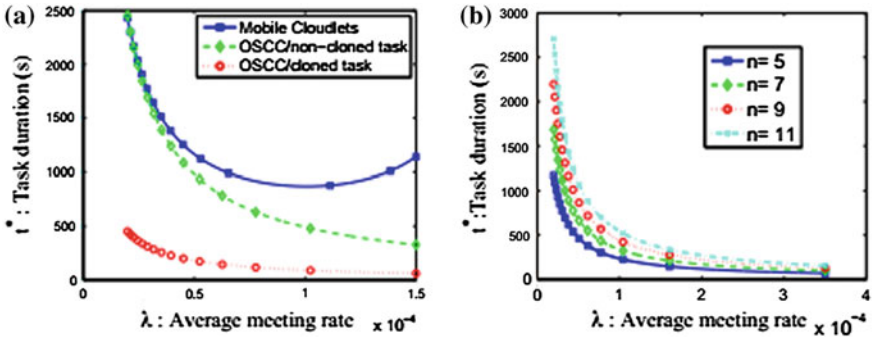 (a)
2500
2000
1500
1000
500
0
t* : Task duration (s)
Mobile Cloudlets
OSCC/non-cloned task
OSCC/cloned task
0
0.5
1
1.5
λ : Average meeting rate
x 10⁻⁴
(b)
3000
2500
2000
1500
1000
500
0
t* :Task duration (s)
n= 5
n= 7
n= 9
n= 11
0
1
2
3
4
λ : Average meeting rate
x 10⁻⁴